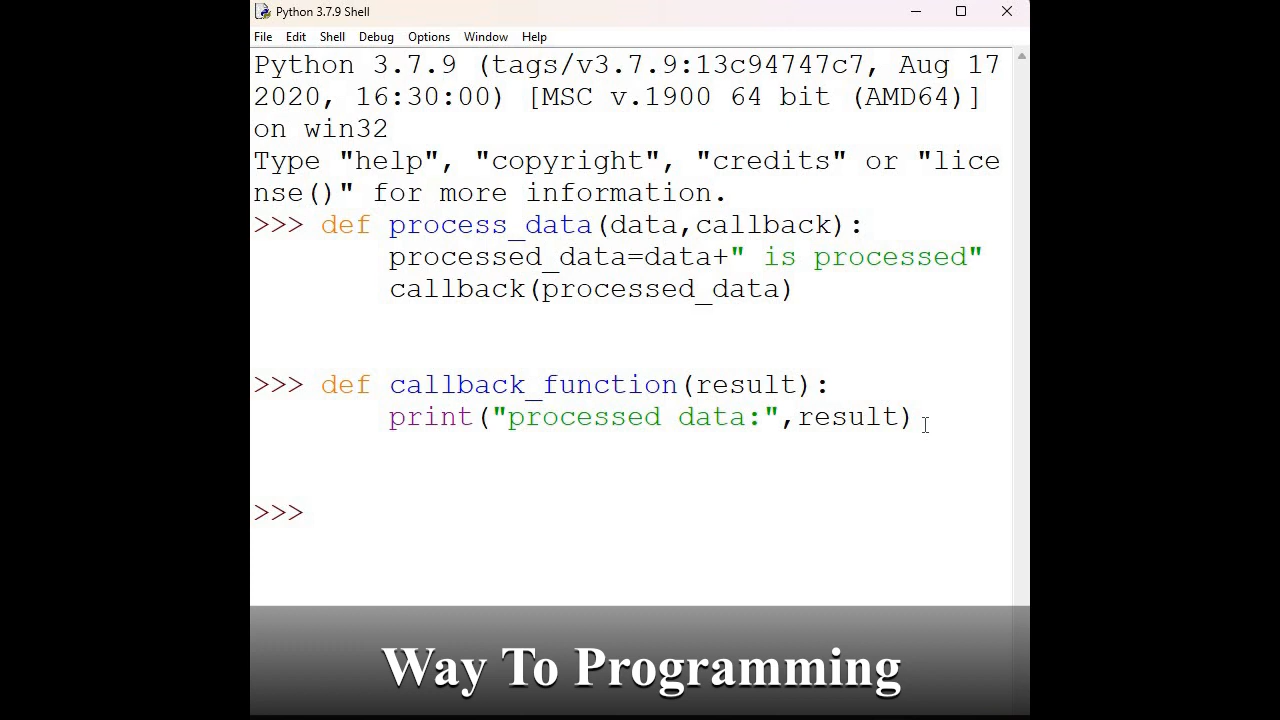 Python 3.7.9 Shell
File Edit Shell Debug Options Window Help
Python 3.7.9 (tags/v3.7.9:13c94747c7, Aug 17
2020, 16:30:00) [MSC v.1900 64 bit (AMD64)]
on win32
Type "help", "copyright", "credits" or "lice
nse()" for more information.
>>> def process_data(data,callback):
        processed_data=data+" is processed"
        callback(processed_data)
>>> def callback_function(result):
        print("processed data:",result)
>>>
Way To Programming